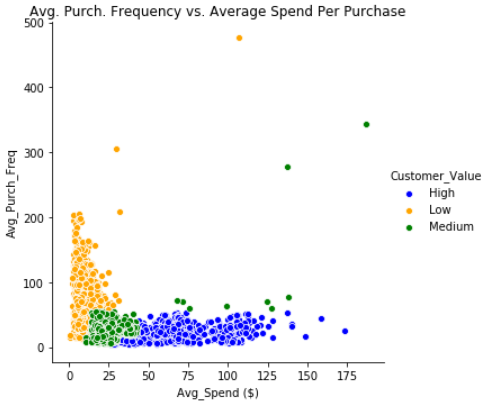 Avg. Purch. Frequency vs. Average Spend Per Purchase
500
400
300
200
100
0
Avg_Purch_Freq
0 25 50 75 100 125 150 175
Avg_Spend ($)
Customer_Value
High
Low
Medium